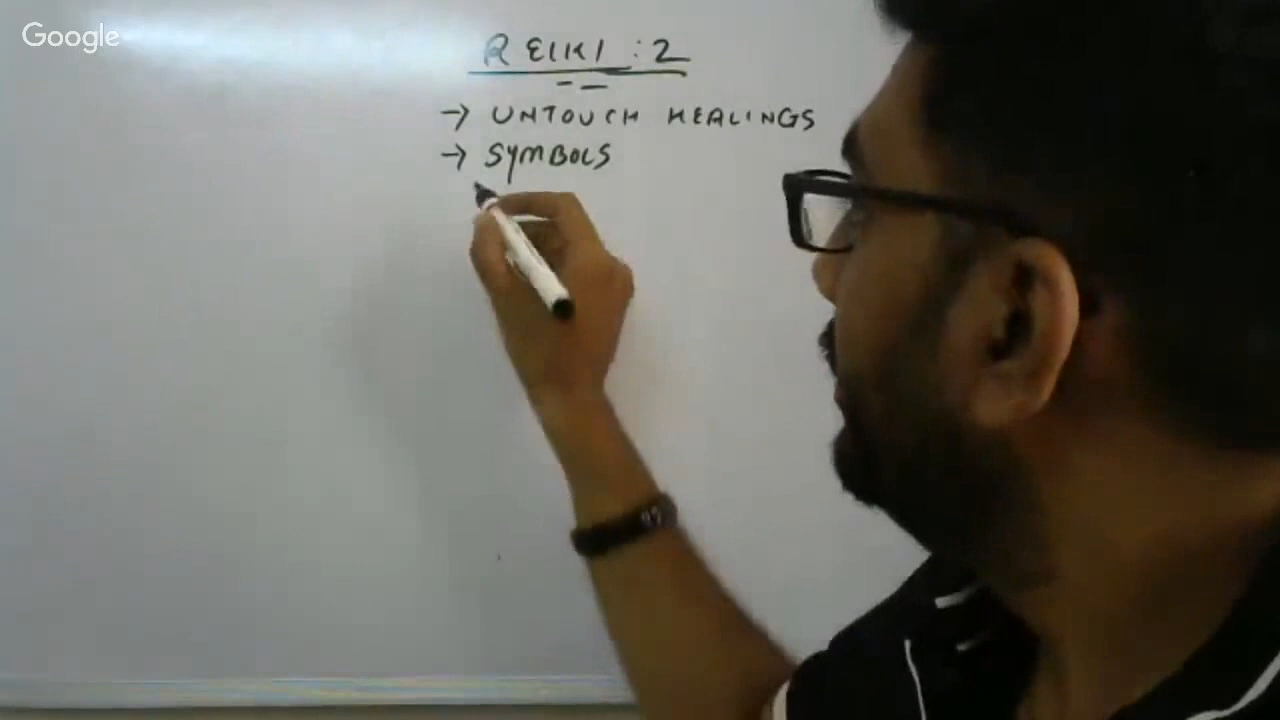 Google
REIKI : 2
→ UNTOUCH HEALINGS
→ SYMBOLS